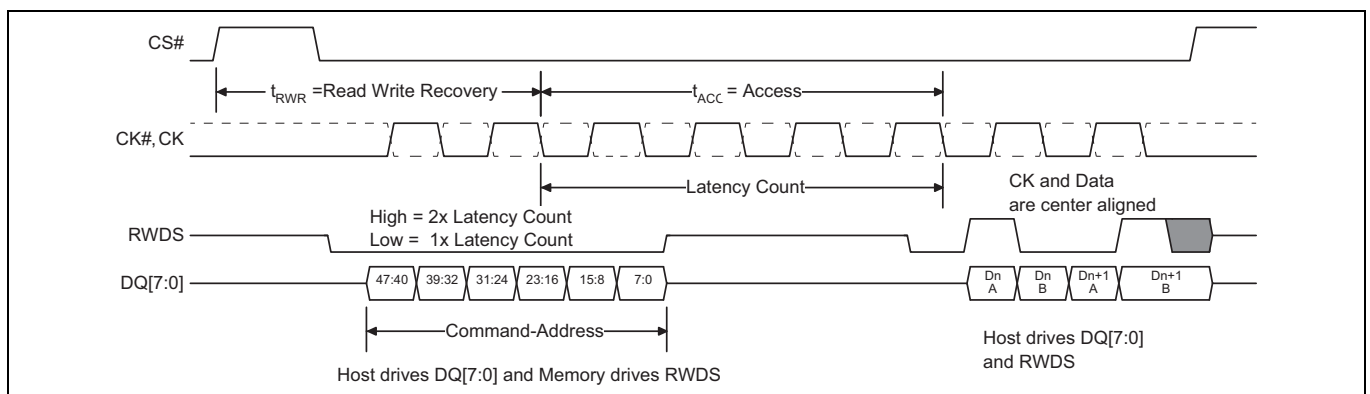 CS#
tRWR =Read Write Recovery
tACC = Access
CK#, CK
Latency Count
CK and Data
are center aligned
High = 2x Latency Count
Low = 1x Latency Count
RWDS
DQ[7:0]
47:40 39:32 31:24 23:16 15:8 7:0
Dn
A
Dn
B
Dn+1
A
Dn+1
B
Command-Address
Host drives DQ[7:0]
and RWDS
Host drives DQ[7:0] and Memory drives RWDS